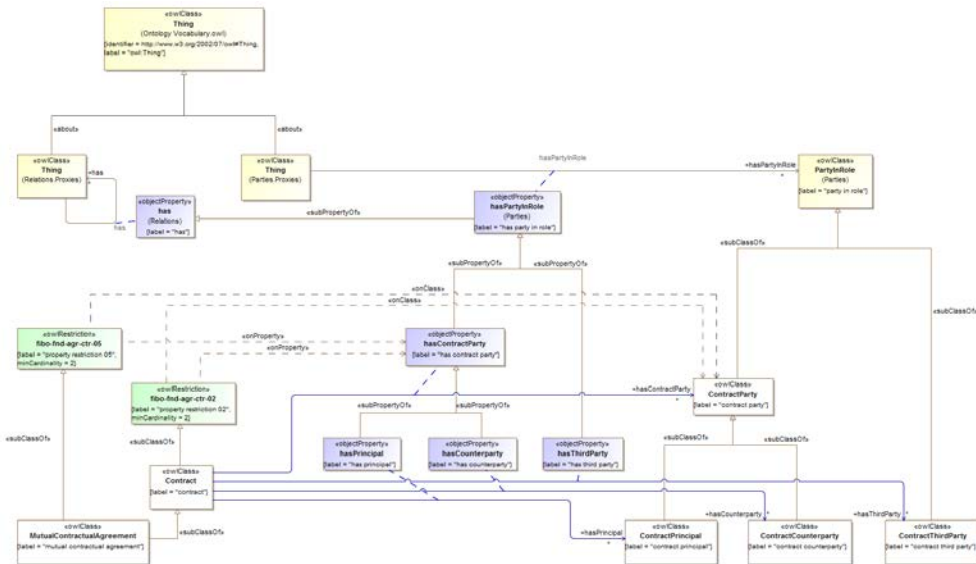 «owlClass»
Thing
(Ontology Vocabulary.owl)
[identifier = http://www.w3.org/2002/07/owl#Thing,
label = "owl:Thing"]
«about»
«about»
«owlClass»
Thing
(Relations.Proxies)
+has
*
has
«owlClass»
Thing
(Parties.Proxies)
hasPartyInRole
+hasPartyInRole
*
«owlClass»
PartyInRole
(Parties)
[label = "party in role"]
«objectProperty»
has
(Relations)
[label = "has"]
«subPropertyOf»
«objectProperty»
hasPartyInRole
(Parties)
[label = "has party in role"]
«subPropertyOf»
«subPropertyOf»
«subClassOf»
«subClassOf»
«onClass»
«onClass»
«owlRestriction»
fibo-fnd-agr-ctr-05
[label = "property restriction 05",
minCardinality = 2]
«onProperty»
«onProperty»
«objectProperty»
hasContractParty
[label = "has contract party"]
«owlRestriction»
fibo-fnd-agr-ctr-02
[label = "property restriction 02",
minCardinality = 2]
+hasContractParty
*
«owlClass»
ContractParty
[label = "contract party"]
«subClassOf»
«subClassOf»
«subPropertyOf»
«subPropertyOf»
«subClassOf»
«subClassOf»
«objectProperty»
hasPrincipal
[label = "has principal"]
«objectProperty»
hasCounterparty
[label = "has counterparty"]
«objectProperty»
hasThirdParty
[label = "has third party"]
«owlClass»
Contract
[label = "contract"]
«owlClass»
MutualContractualAgreement
[label = "mutual contractual agreement"]
«subClassOf»
+hasPrincipal
*
«owlClass»
ContractPrincipal
[label = "contract principal"]
+hasCounterparty
*
«owlClass»
ContractCounterparty
[label = "contract counterparty"]
+hasThirdParty
*
«owlClass»
ContractThirdParty
[label = "contract third party"]